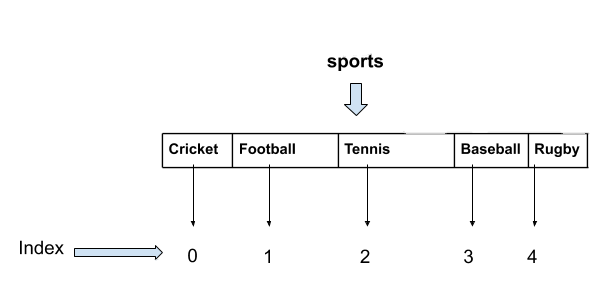 sports
Cricket Football Tennis Baseball Rugby
Index 0 1 2 3 4